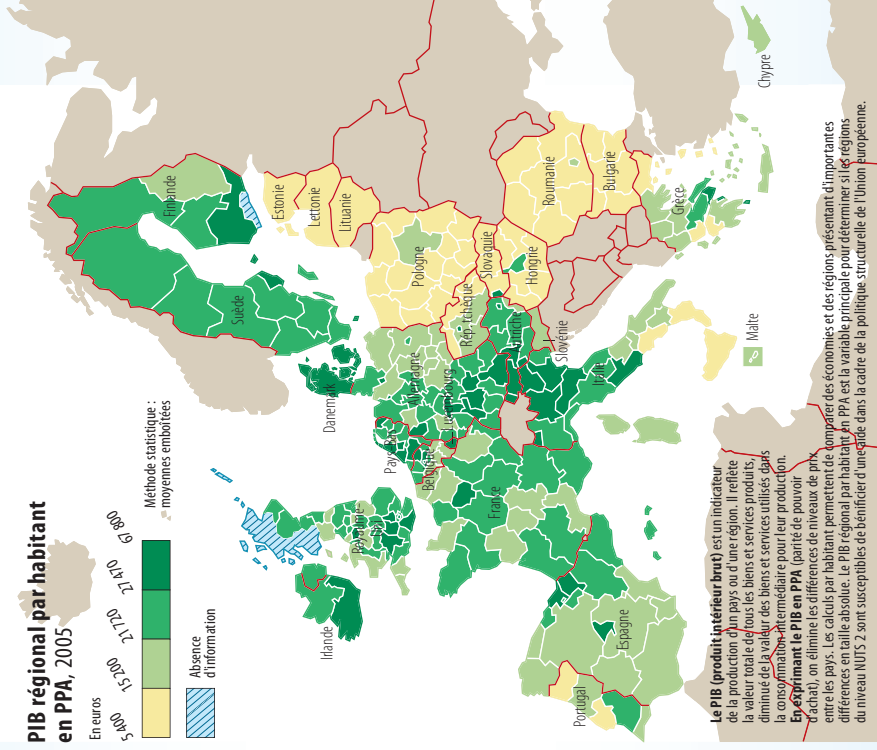 PIB régional par habitant
en PPA, 2005
En euros
5 400
15 200
21 720
27 470
67 800
Méthode statistique :
moyennes emboîtées
Absence
d'information
Finlande
Suède
Estonie
Lettonie
Lituanie
Danemark
Irlande
Royaume-
Uni
Pays-Bas
Belgique
Luxembourg
Allemagne
Pologne
Rép. tchèque
Slovaquie
Autriche
Hongrie
Slovénie
Roumanie
Bulgarie
France
Italie
Espagne
Portugal
Grèce
Malte
Chypre
Le PIB (produit intérieur brut) est un indicateur
de la production d'un pays ou d'une région. Il reflète
la valeur totale de tous les biens et services produits,
diminué de la valeur des biens et services utilisés dans
la consommation intermédiaire pour leur production.
En exprimant le PIB en PPA (parité de pouvoir
d'achat), on élimine les différences de niveaux de prix
entre les pays. Les calculs par habitant permettent de comparer des économies et des régions présentant d'importantes
différences en taille absolue. Le PIB régional par habitant en PPA est la variable principale pour déterminer si les régions
du niveau NUTS 2 sont susceptibles de bénéficier d'une aide dans la cadre de la politique structurelle de l'Union européenne.